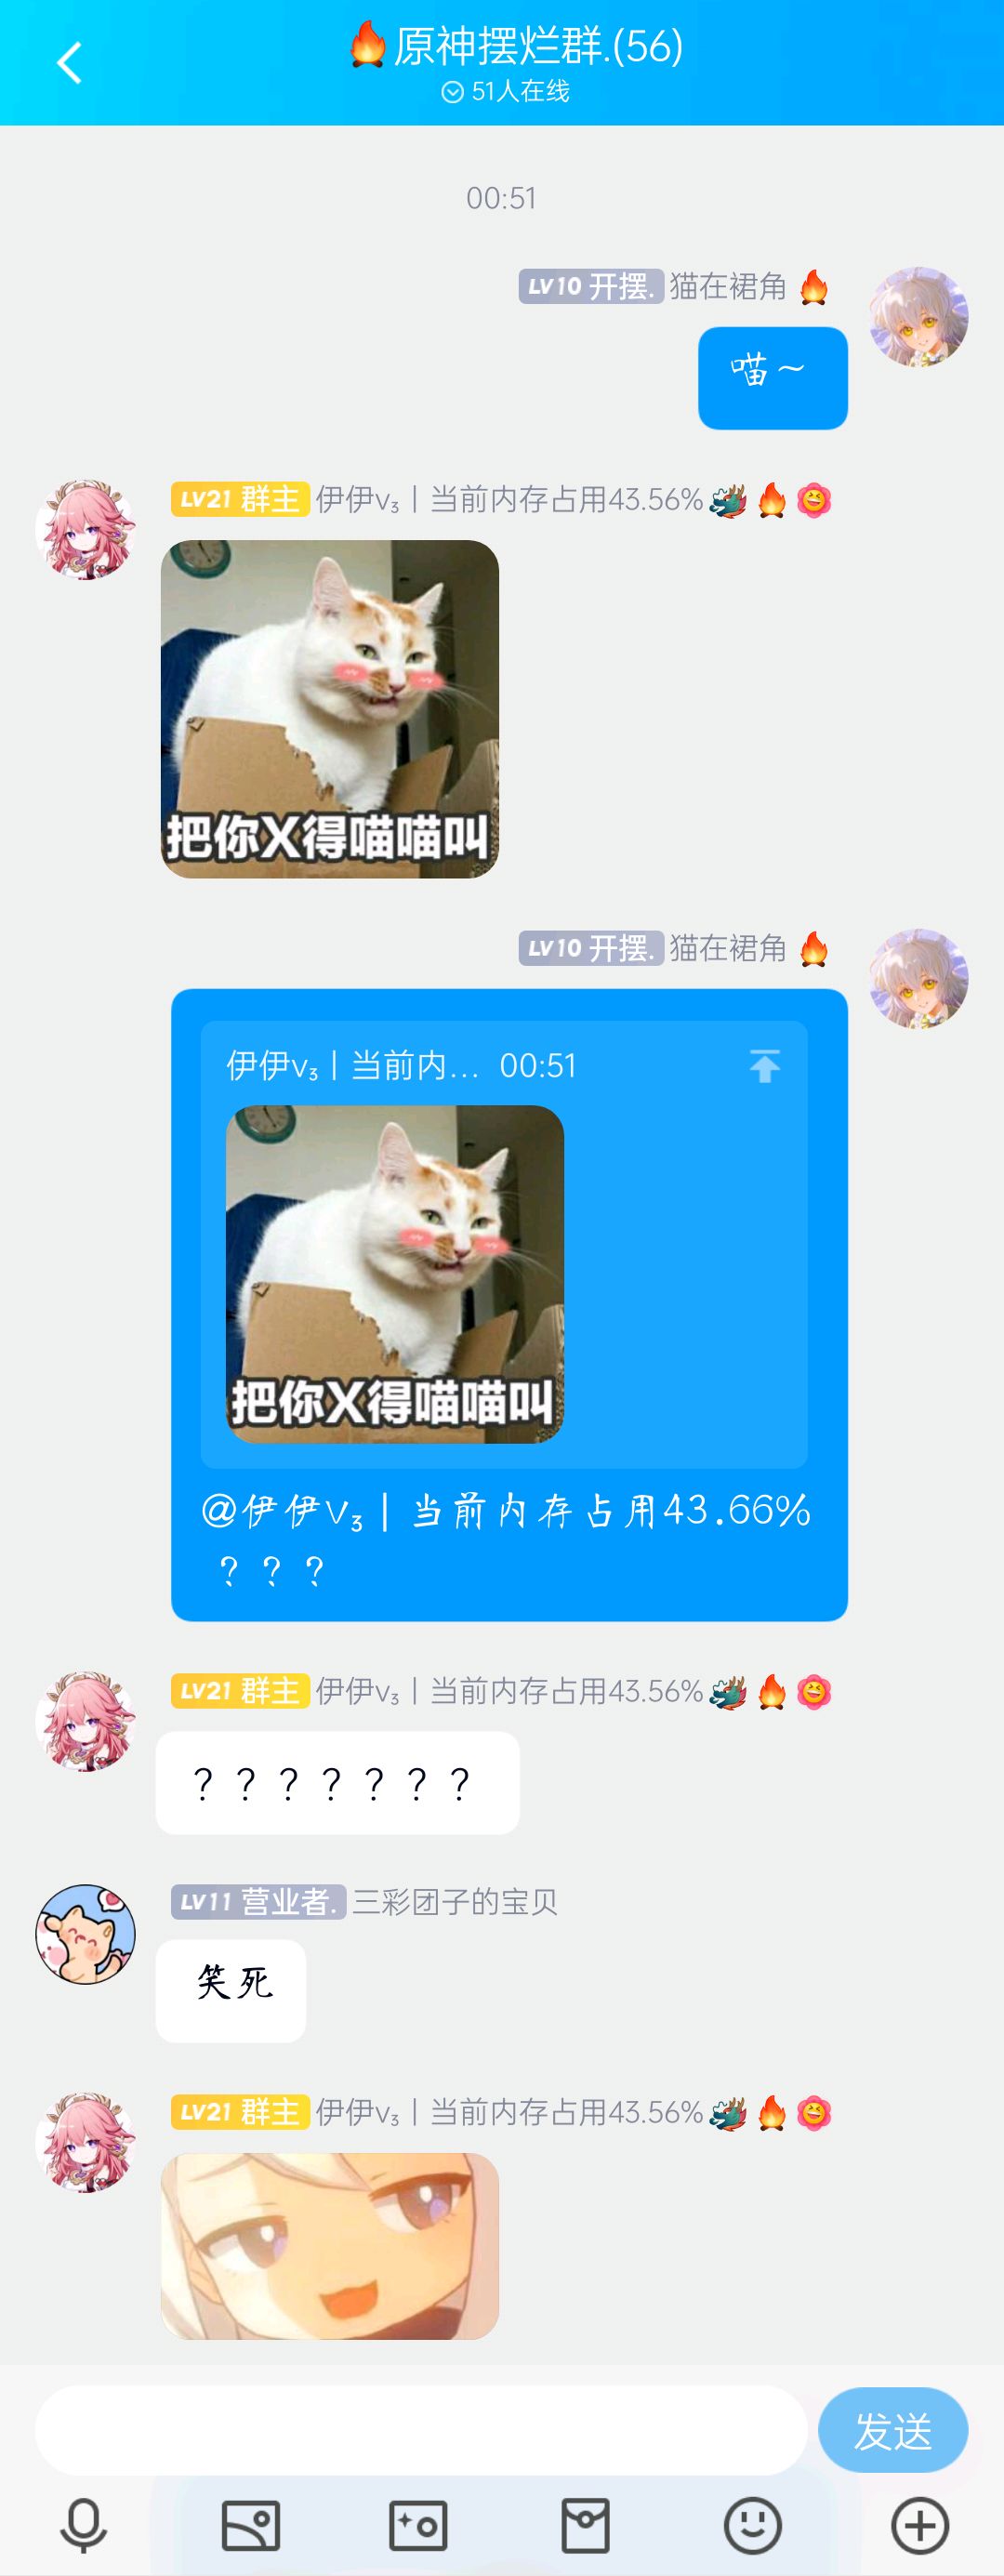 🔥原神摆烂群.(56)
51人在线
00:51
LV10 开摆. 猫在裙角 🔥
喵~
LV21 群主 伊伊v₃丨当前内存占用43.56%🐲🔥
把你X得喵喵叫
LV10 开摆. 猫在裙角 🔥
伊伊v₃丨当前内... 00:51
把你X得喵喵叫
@伊伊v₃丨当前内存占用43.66%
？？？
LV21 群主 伊伊v₃丨当前内存占用43.56%🐲🔥
？？？？？？？
LV11 营业者. 三彩团子的宝贝
笑死
LV21 群主 伊伊v₃丨当前内存占用43.56%🐲🔥
发送